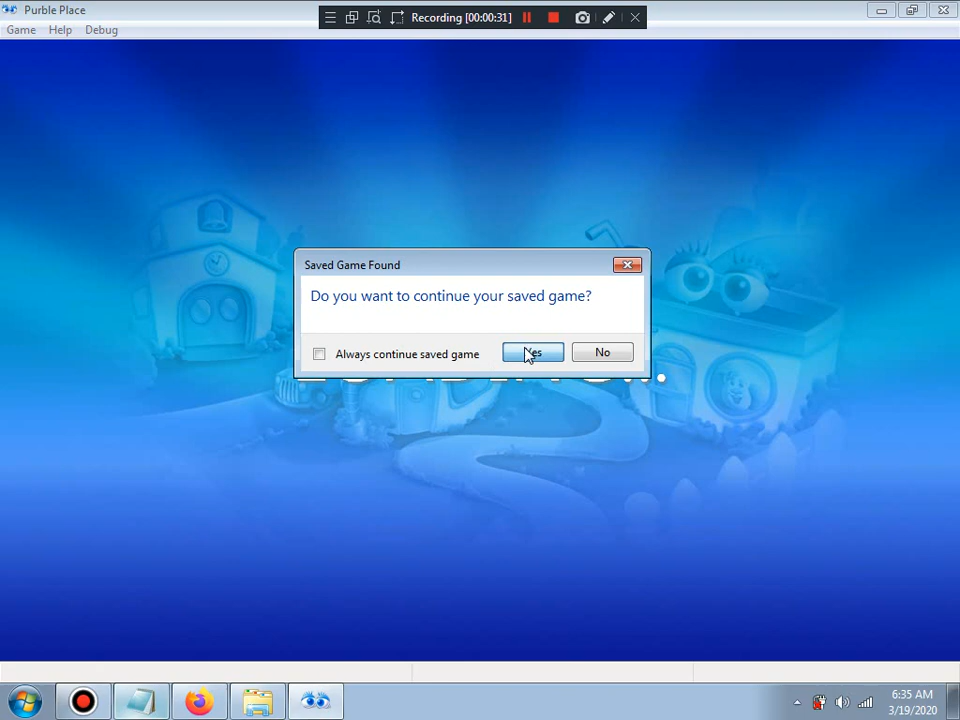 Purble Place
Recording [00:00:31]
Game Help Debug
Saved Game Found
Do you want to continue your saved game?
Always continue saved game
Yes
No
6:35 AM
3/19/2020